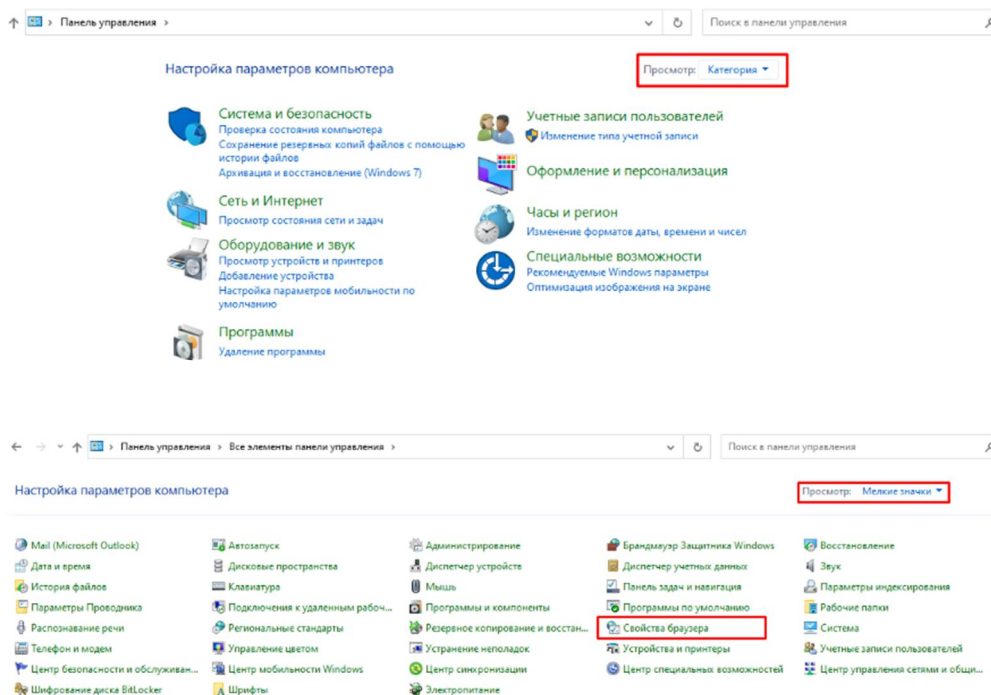 Панель управления
Поиск в панели управления
Настройка параметров компьютера
Просмотр: Категория
Система и безопасность
Проверка состояния компьютера
Сохранение резервных копий файлов с помощью
истории файлов
Архивация и восстановление (Windows 7)
Сеть и Интернет
Просмотр состояния сети и задач
Оборудование и звук
Просмотр устройств и принтеров
Добавление устройства
Настройка параметров мобильности по
умолчанию
Программы
Удаление программы
Учетные записи пользователей
Изменение типа учетной записи
Оформление и персонализация
Часы и регион
Изменение форматов даты, времени и чисел
Специальные возможности
Рекомендуемые Windows параметры
Оптимизация изображения на экране
Панель управления Все элементы панели управления
Поиск в панели управления
Настройка параметров компьютера
Просмотр: Мелкие значки
Mail (Microsoft Outlook) Автозапуск Администрирование Брандмауэр Защитника Windows Восстановление
Дата и время Дисковые пространства Диспетчер устройств Диспетчер учетных данных Звук
История файлов Клавиатура Мышь Панель задач и навигация Параметры индексирования
Параметры Проводника Подключения к удаленным рабоч... Программы и компоненты Программы по умолчанию Рабочие папки
Распознавание речи Региональные стандарты Резервное копирование и восстан... Свойства браузера Система
Телефон и модем Управление цветом Устранение неполадок Устройства и принтеры Учетные записи пользователей
Центр безопасности и обслуживан... Центр мобильности Windows Центр синхронизации Центр специальных возможностей Центр управления сетями и общи...
Шифрование диска BitLocker Шрифты Электропитание